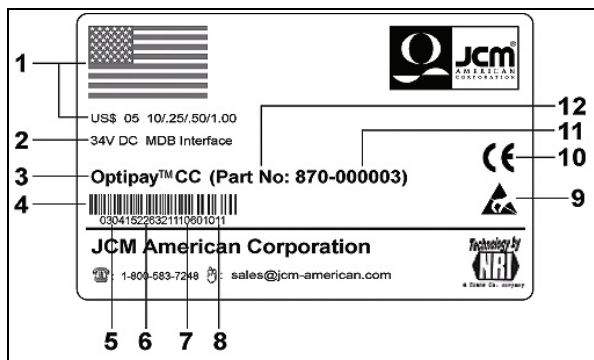 JCM®
AMERICAN
CORPORATION
1
US$ 05 10/.25/.50/1.00
12
11
2 34V DC MDB Interface
3 Optipay™ CC (Part No: 870-000003)
CE 10
4
9
03041522632111060101
JCM American Corporation
Technology by
NRI
: 1-800-583-7248 : sales@jcm-american.com
5 6 7 8